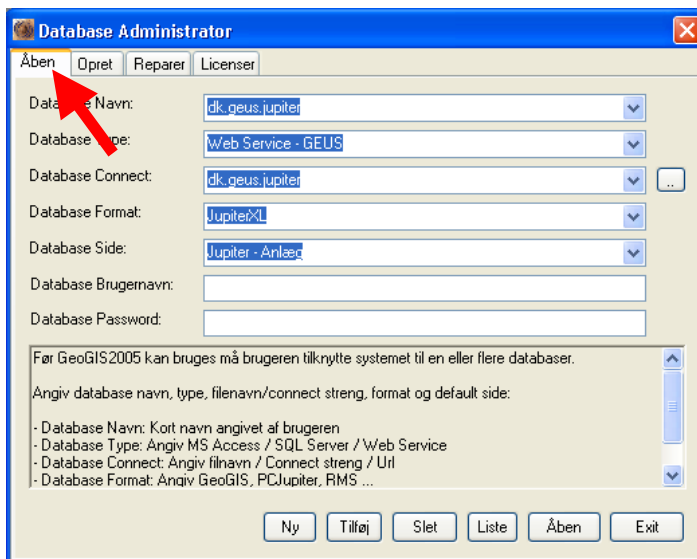 Database Administrator
Åben Opret Reparer Licenser
Database Navn: dk.geus.jupiter
Database Type: Web Service - GEUS
Database Connect: dk.geus.jupiter ..
Database Format: JupiterXL
Database Side: Jupiter - Anlæg
Database Brugernavn:
Database Password:
Før GeoGIS2005 kan bruges må brugeren tilknytte systemet til en eller flere databaser.
Angiv database navn, type, filenavn/connect streng, format og default side:
- Database Navn: Kort navn angivet af brugeren
- Database Type: Angiv MS Access / SQL Server / Web Service
- Database Connect: Angiv filnavn / Connect streng / Url
- Database Format: Angiv GeoGIS, PCJupiter, RMS ...
Ny Tilføj Slet Liste Åben Exit